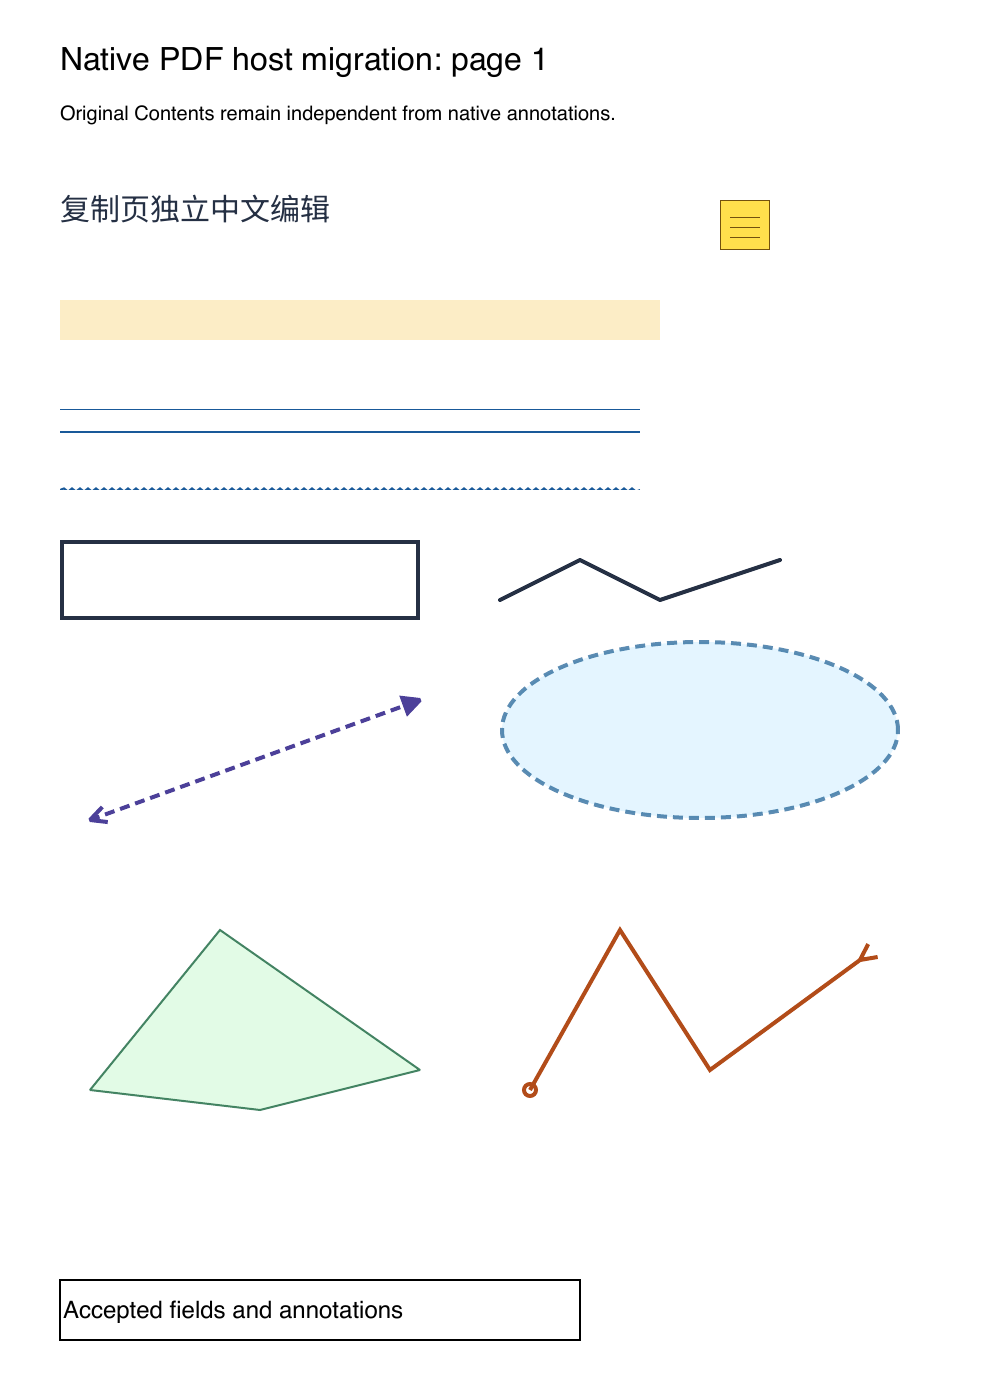 Native PDF host migration: page 1
Original Contents remain independent from native annotations.
复制页独立中文编辑
Accepted fields and annotations